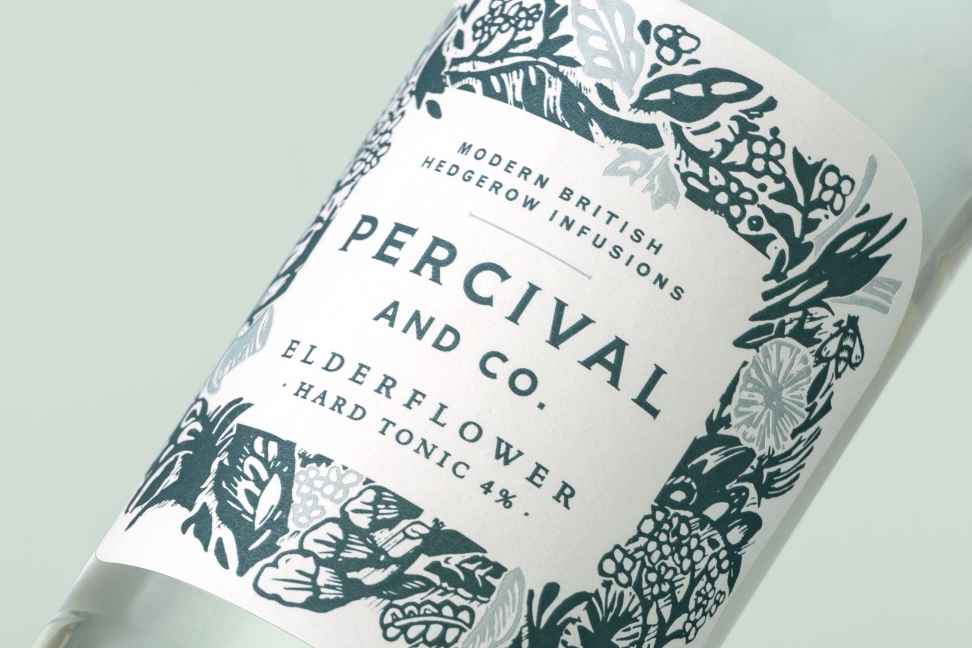 MODERN BRITISH
HEDGEROW INFUSIONS
PERCIVAL
AND CO.
ELDERFLOWER
· HARD TONIC 4% ·